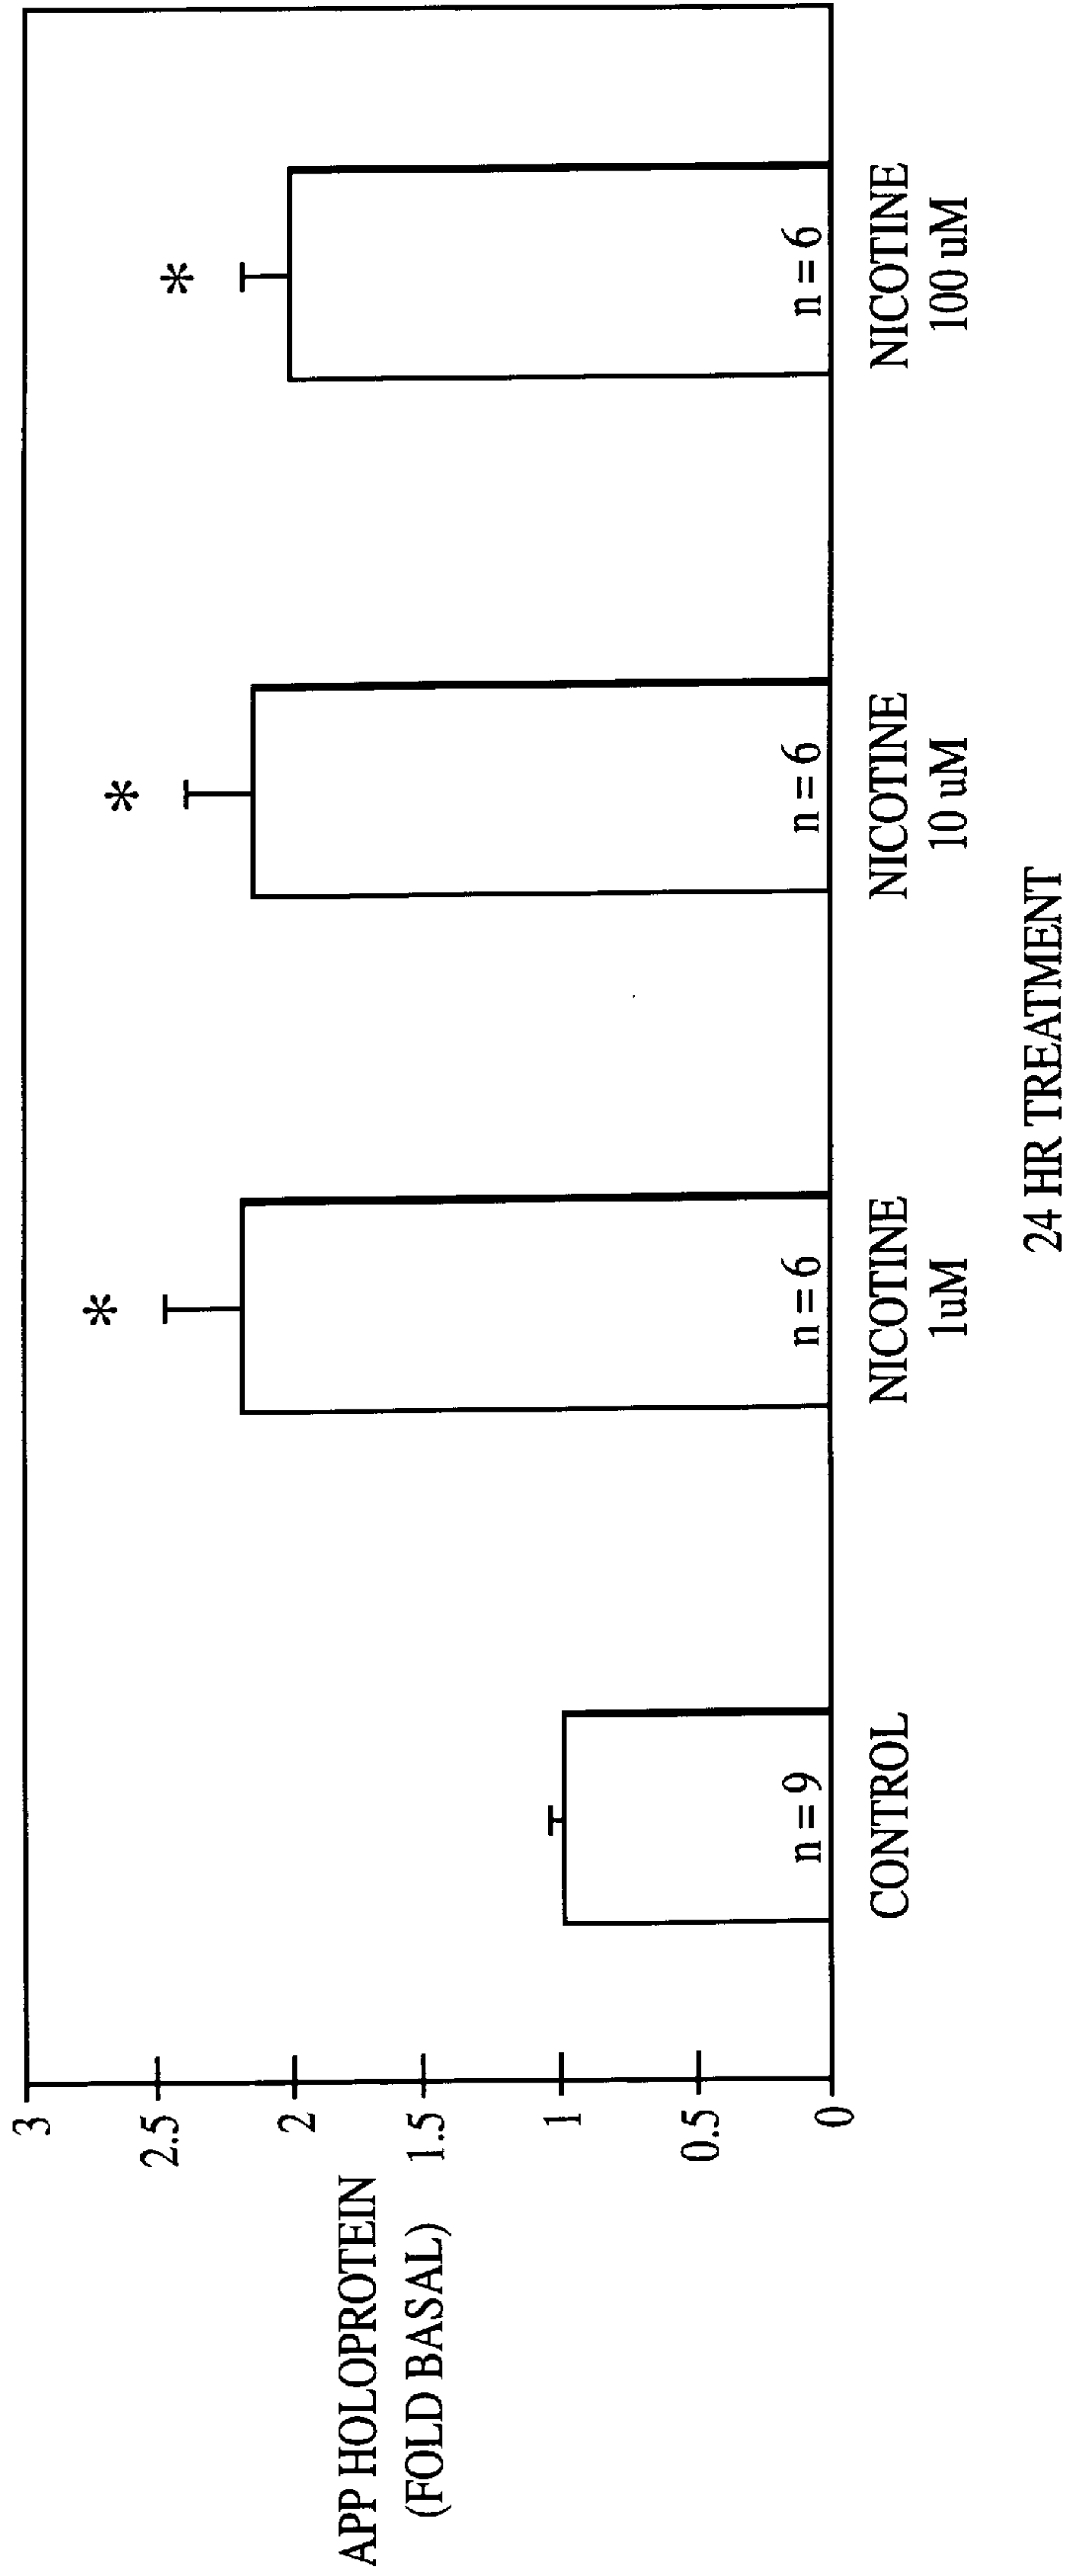 APP HOLOPROTEIN
(FOLD BASAL)
3
2.5
2
1.5
1
0.5
0
*
*
*
n = 9
n = 6
n = 6
n = 6
CONTROL
NICOTINE
1uM
NICOTINE
10 uM
NICOTINE
100 uM
24 HR TREATMENT